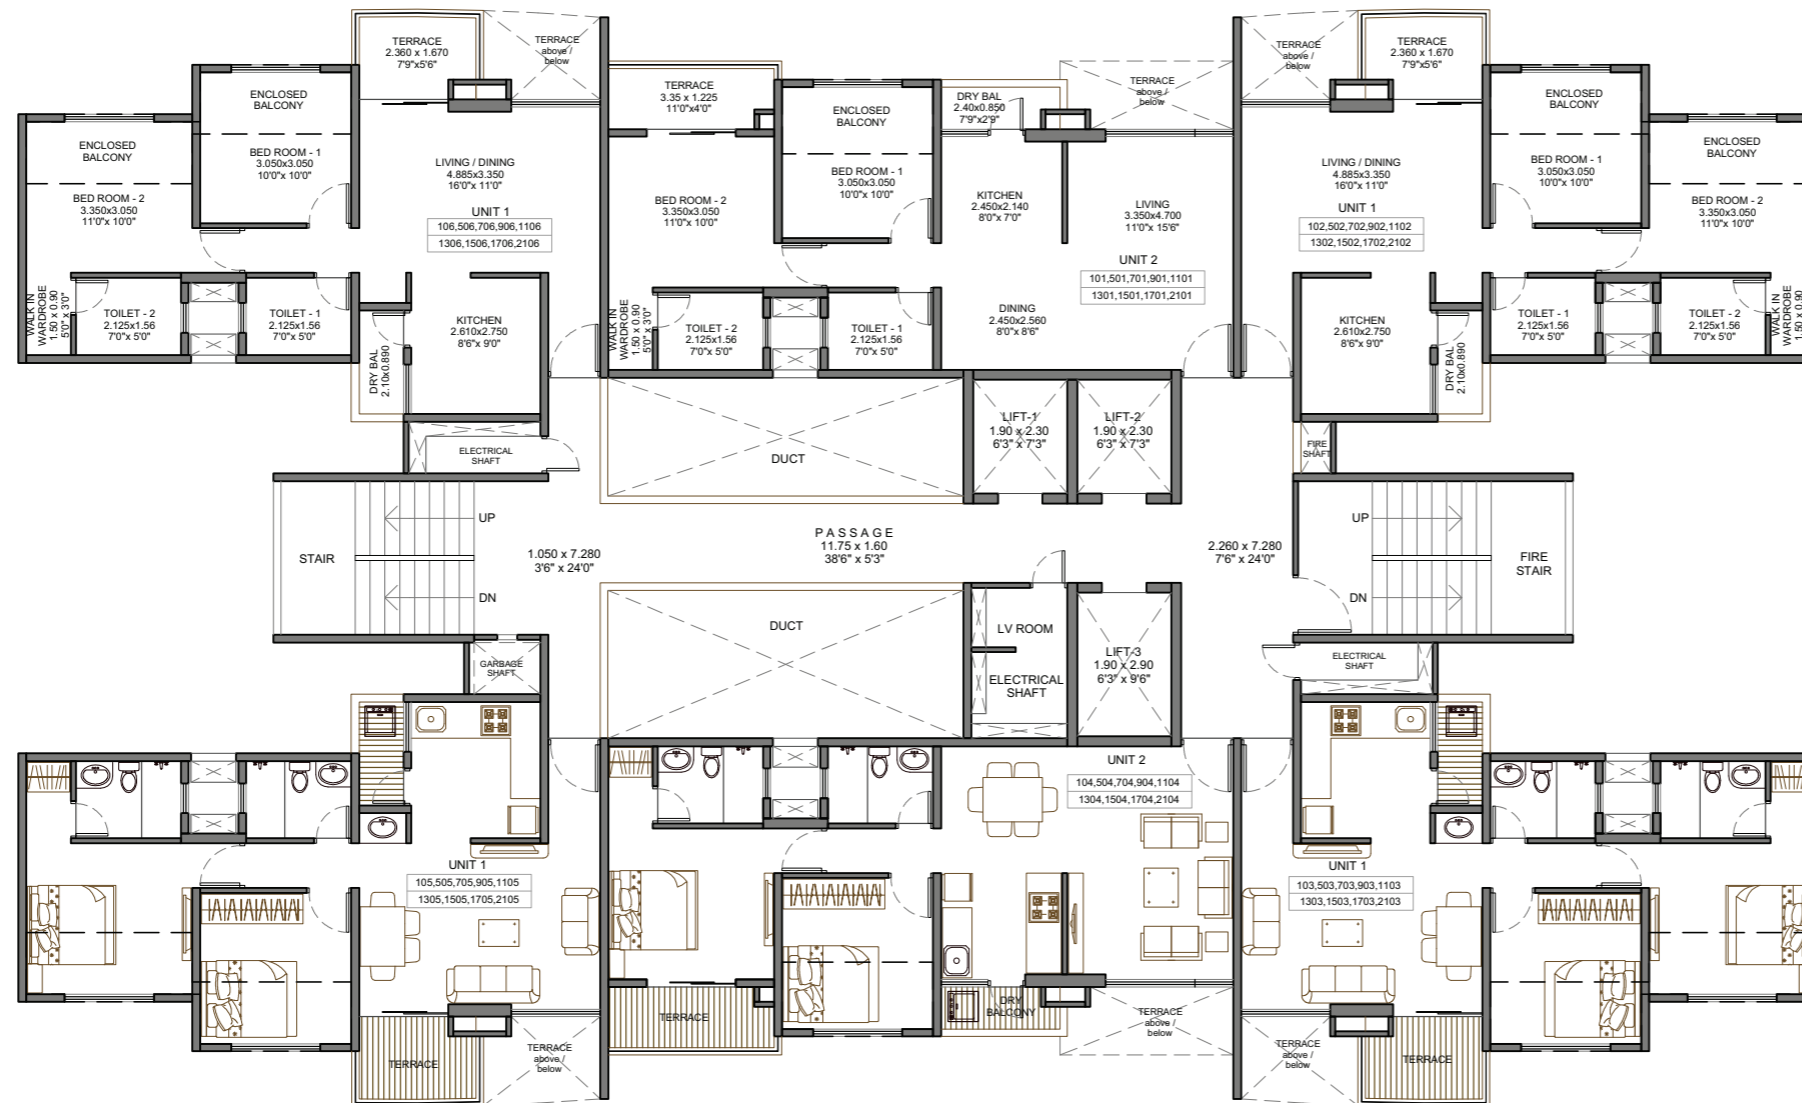 TERRACE
2.360 x 1.670
7'9"x5'6"
TERRACE
above /
below
ENCLOSED
BALCONY
BED ROOM - 1
3.050x3.050
10'0"x 10'0"
ENCLOSED
BALCONY
BED ROOM - 2
3.350x3.050
11'0"x 10'0"
LIVING / DINING
4.885x3.350
16'0"x 11'0"
UNIT 1
106,506,706,906,1106
1306,1506,1706,2106
WALK IN
WARDROBE
1.50 x 0.90
5'0" x 3'0"
TOILET - 2
2.125x1.56
7'0"x 5'0"
TOILET - 1
2.125x1.56
7'0"x 5'0"
KITCHEN
2.610x2.750
8'6"x 9'0"
DRY BAL
2.10x0.890
TERRACE
3.35 x 1.225
11'0"x4'0"
ENCLOSED
BALCONY
BED ROOM - 1
3.050x3.050
10'0"x 10'0"
BED ROOM - 2
3.350x3.050
11'0"x 10'0"
DRY BAL
2.40x0.850
7'9"x2'9"
TERRACE
above /
below
KITCHEN
2.450x2.140
8'0"x 7'0"
LIVING
3.350x4.700
11'0"x 15'6"
UNIT 2
101,501,701,901,1101
1301,1501,1701,2101
DINING
2.450x2.560
8'0"x 8'6"
WALK IN
WARDROBE
1.50 x 0.90
5'0" x 3'0"
TOILET - 2
2.125x1.56
7'0"x 5'0"
TOILET - 1
2.125x1.56
7'0"x 5'0"
TERRACE
above /
below
TERRACE
2.360 x 1.670
7'9"x5'6"
ENCLOSED
BALCONY
BED ROOM - 1
3.050x3.050
10'0"x 10'0"
ENCLOSED
BALCONY
BED ROOM - 2
3.350x3.050
11'0"x 10'0"
LIVING / DINING
4.885x3.350
16'0"x 11'0"
UNIT 1
102,502,702,902,1102
1302,1502,1702,2102
KITCHEN
2.610x2.750
8'6"x 9'0"
DRY BAL
2.10x0.890
TOILET - 1
2.125x1.56
7'0"x 5'0"
TOILET - 2
2.125x1.56
7'0"x 5'0"
WALK IN
WARDROBE
1.50 x 0.90
ELECTRICAL
SHAFT
DUCT
LIFT-1
1.90 x 2.30
6'3" x 7'3"
LIFT-2
1.90 x 2.30
6'3" x 7'3"
FIRE
SHAFT
STAIR
UP
DN
1.050 x 7.280
3'6" x 24'0"
PASSAGE
11.75 x 1.60
38'6" x 5'3"
2.260 x 7.280
7'6" x 24'0"
UP
DN
FIRE
STAIR
GARBAGE
SHAFT
DUCT
LV ROOM
ELECTRICAL
SHAFT
LIFT-3
1.90 x 2.90
6'3" x 9'6"
ELECTRICAL
SHAFT
UNIT 1
105,505,705,905,1105
1305,1505,1705,2105
UNIT 2
104,504,704,904,1104
1304,1504,1704,2104
UNIT 1
103,503,703,903,1103
1303,1503,1703,2103
TERRACE
TERRACE
above /
below
TERRACE
DRY
BALCONY
TERRACE
above /
below
TERRACE
above /
below
TERRACE